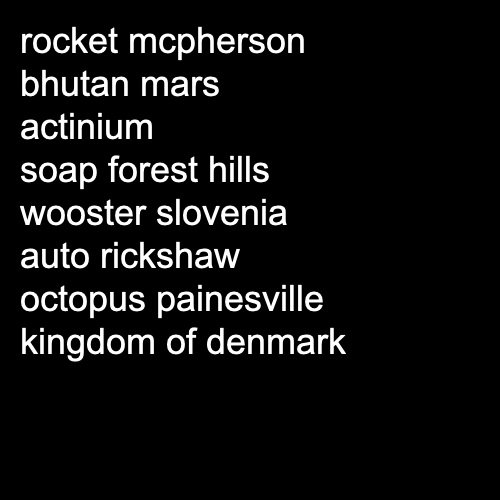 rocket mcpherson
bhutan mars
actinium
soap forest hills
wooster slovenia
auto rickshaw
octopus painesville
kingdom of denmark